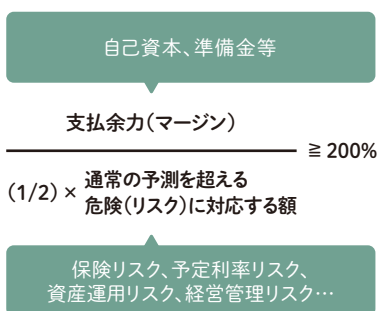 自己資本、準備金等
支払余力(マージン)
≧200%
(1/2)×
通常の予測を超える
危険(リスク)に対応する額
保険リスク、予定利率リスク、
資産運用リスク、経営管理リスク…